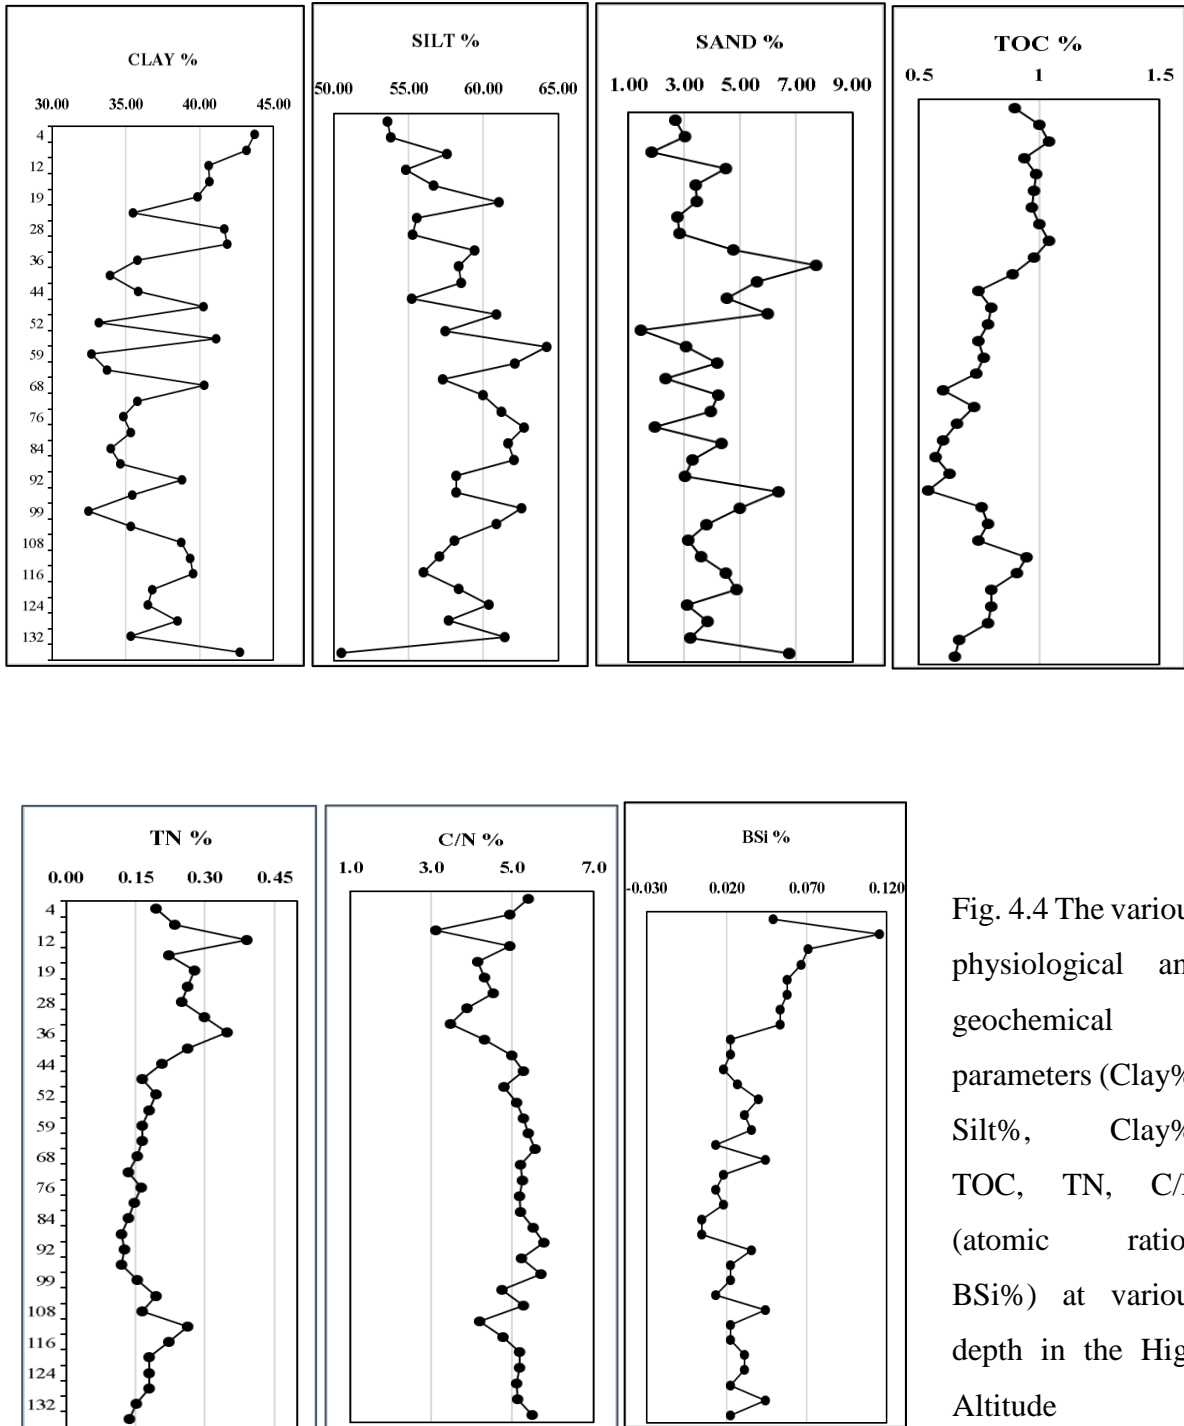 CLAY %
30.00 35.00 40.00 45.00
4
12
19
28
36
44
52
59
68
76
84
92
99
108
116
124
132
SILT %
50.00 55.00 60.00 65.00
SAND %
1.00 3.00 5.00 7.00 9.00
TOC %
0.5 1 1.5
TN %
0.00 0.15 0.30 0.45
4
12
19
28
36
44
52
59
68
76
84
92
99
108
116
124
132
C/N %
1.0 3.0 5.0 7.0
BSi %
-0.030 0.020 0.070 0.120
Fig. 4.4 The variou
physiological an
geochemical
parameters (Clay%
Silt%, Clay%
TOC, TN, C/
(atomic ratio
BSi%) at variou
depth in the Hig
Altitude